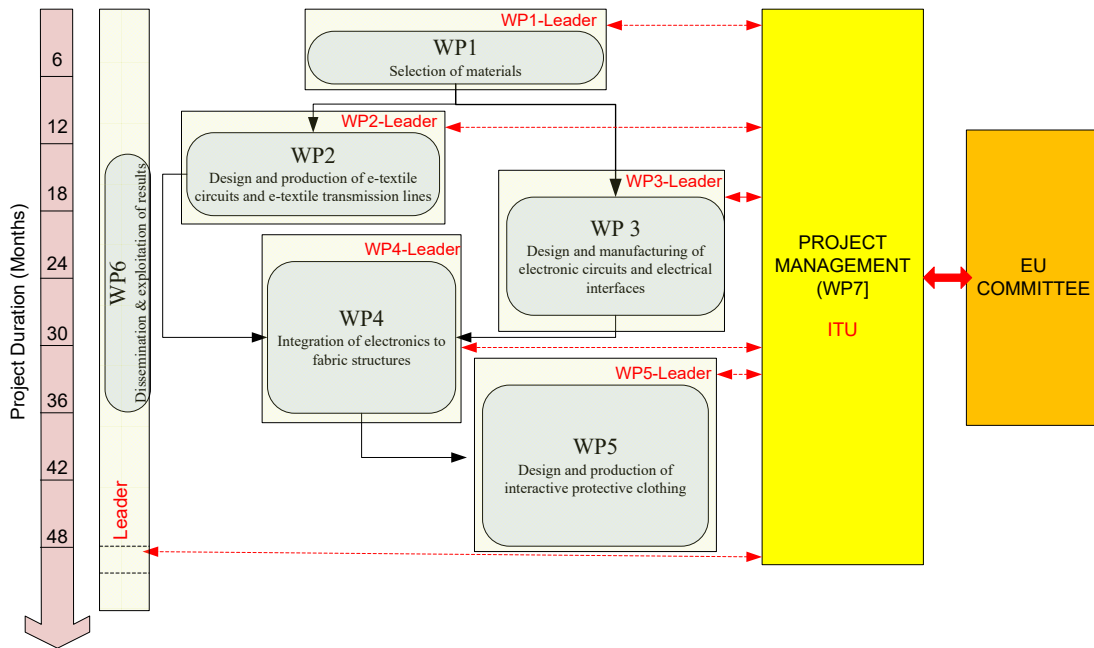 Project Duration (Months)
6
12
18
24
30
36
42
48
WP6
Dissemination & exploitation of results
Leader
WP1-Leader
WP1
Selection of materials
WP2-Leader
WP2
Design and production of e-textile
circuits and e-textile transmission lines
WP3-Leader
WP 3
Design and manufacturing of
electronic circuits and electrical
interfaces
WP4-Leader
WP4
Integration of electronics to
fabric structures
WP5-Leader
WP5
Design and production of
interactive protective clothing
PROJECT
MANAGEMENT
(WP7]
ITU
EU
COMMITTEE